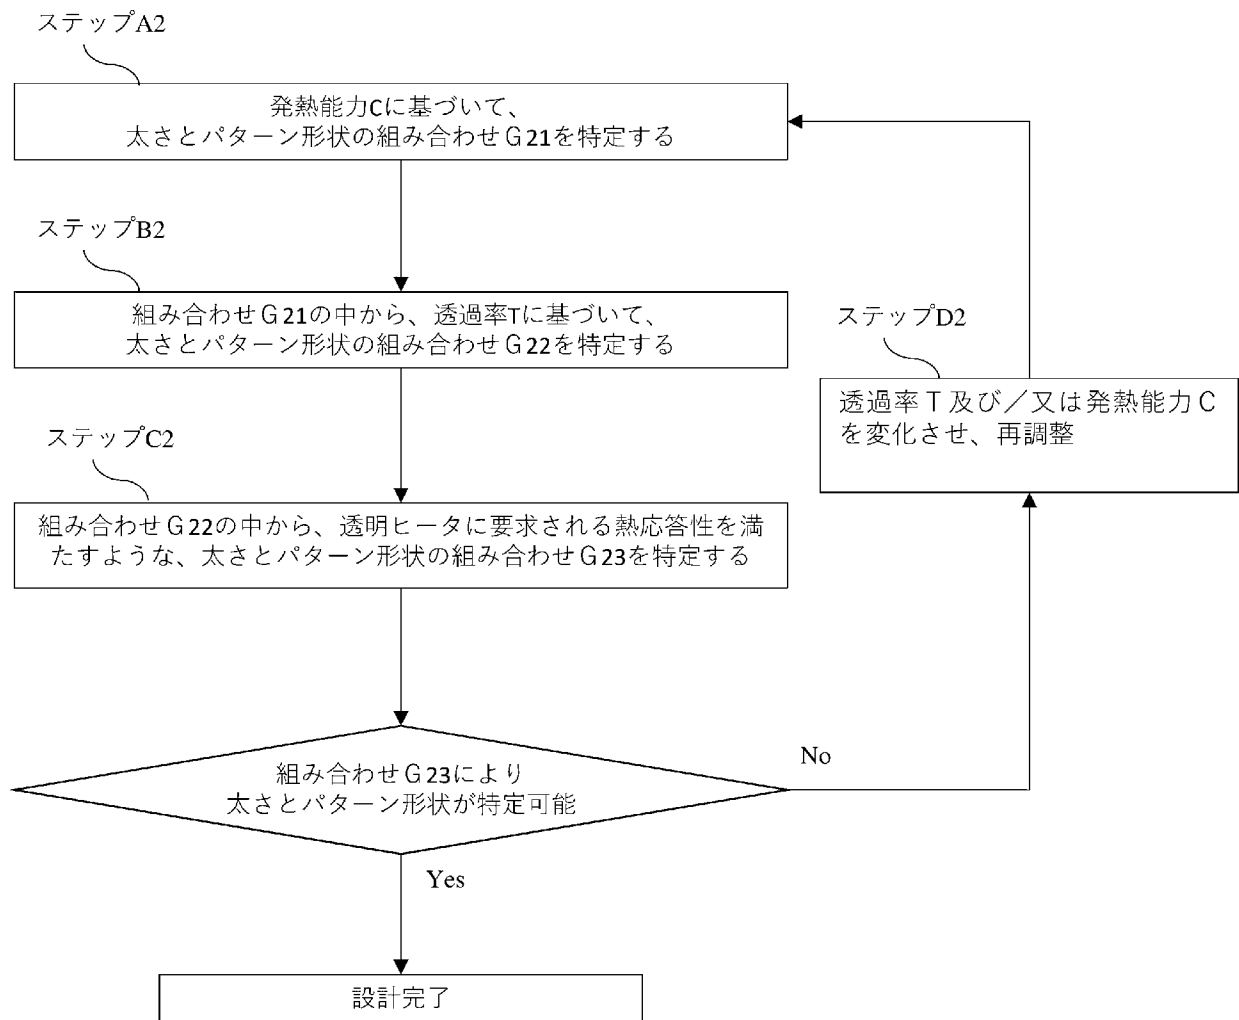 ステップA2
発熱能力Cに基づいて、
太さとパターン形状の組み合わせG21を特定する
ステップB2
組み合わせG21の中から、透過率Tに基づいて、
太さとパターン形状の組み合わせG22を特定する
ステップC2
組み合わせG22の中から、透明ヒータに要求される熱応答性を満
たすような、太さとパターン形状の組み合わせG23を特定する
ステップD2
透過率T及び/又は発熱能力C
を変化させ、再調整
組み合わせG23により
太さとパターン形状が特定可能
No
Yes
設計完了